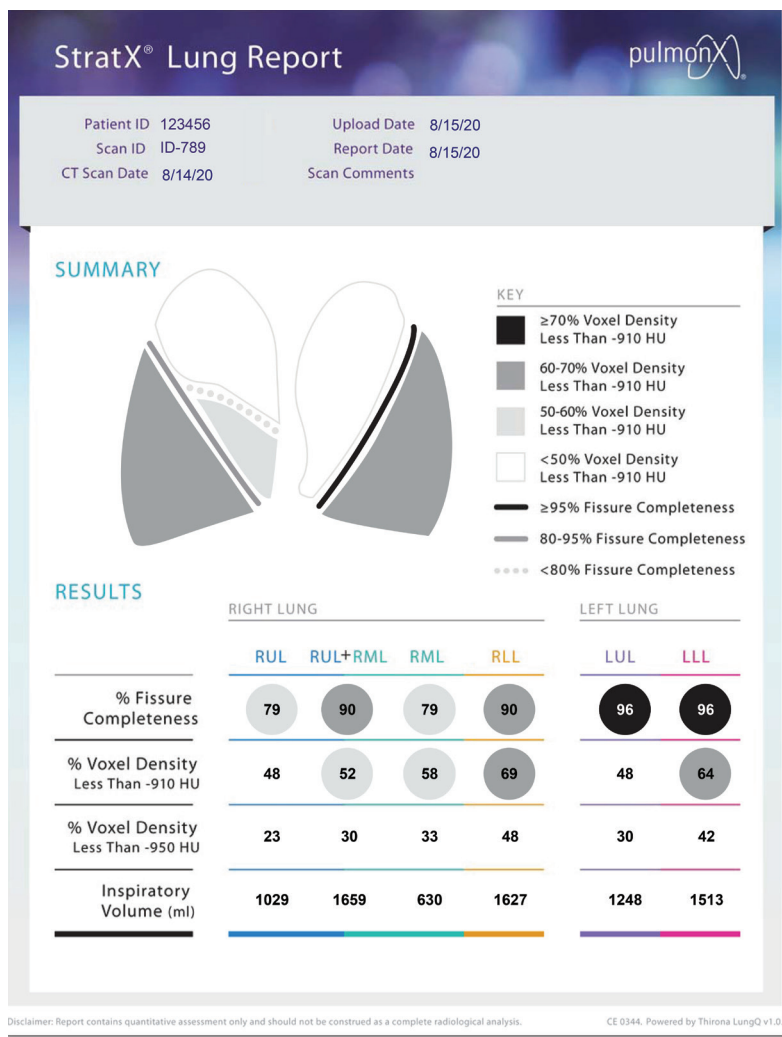 StratX® Lung Report
pulmonX®
Patient ID 123456
Scan ID ID-789
CT Scan Date 8/14/20
Upload Date 8/15/20
Report Date 8/15/20
Scan Comments
SUMMARY
KEY
≥70% Voxel Density
Less Than -910 HU
60-70% Voxel Density
Less Than -910 HU
50-60% Voxel Density
Less Than -910 HU
<50% Voxel Density
Less Than -910 HU
≥95% Fissure Completeness
80-95% Fissure Completeness
<80% Fissure Completeness
RESULTS
RIGHT LUNG LEFT LUNG
RUL RUL+RML RML RLL LUL LLL
% Fissure
Completeness
79 90 79 90 96 96
% Voxel Density
Less Than -910 HU
48 52 58 69 48 64
% Voxel Density
Less Than -950 HU
23 30 33 48 30 42
Inspiratory
Volume (ml)
1029 1659 630 1627 1248 1513
Disclaimer: Report contains quantitative assessment only and should not be construed as a complete radiological analysis.
CE 0344. Powered by Thirona LungQ v1.0